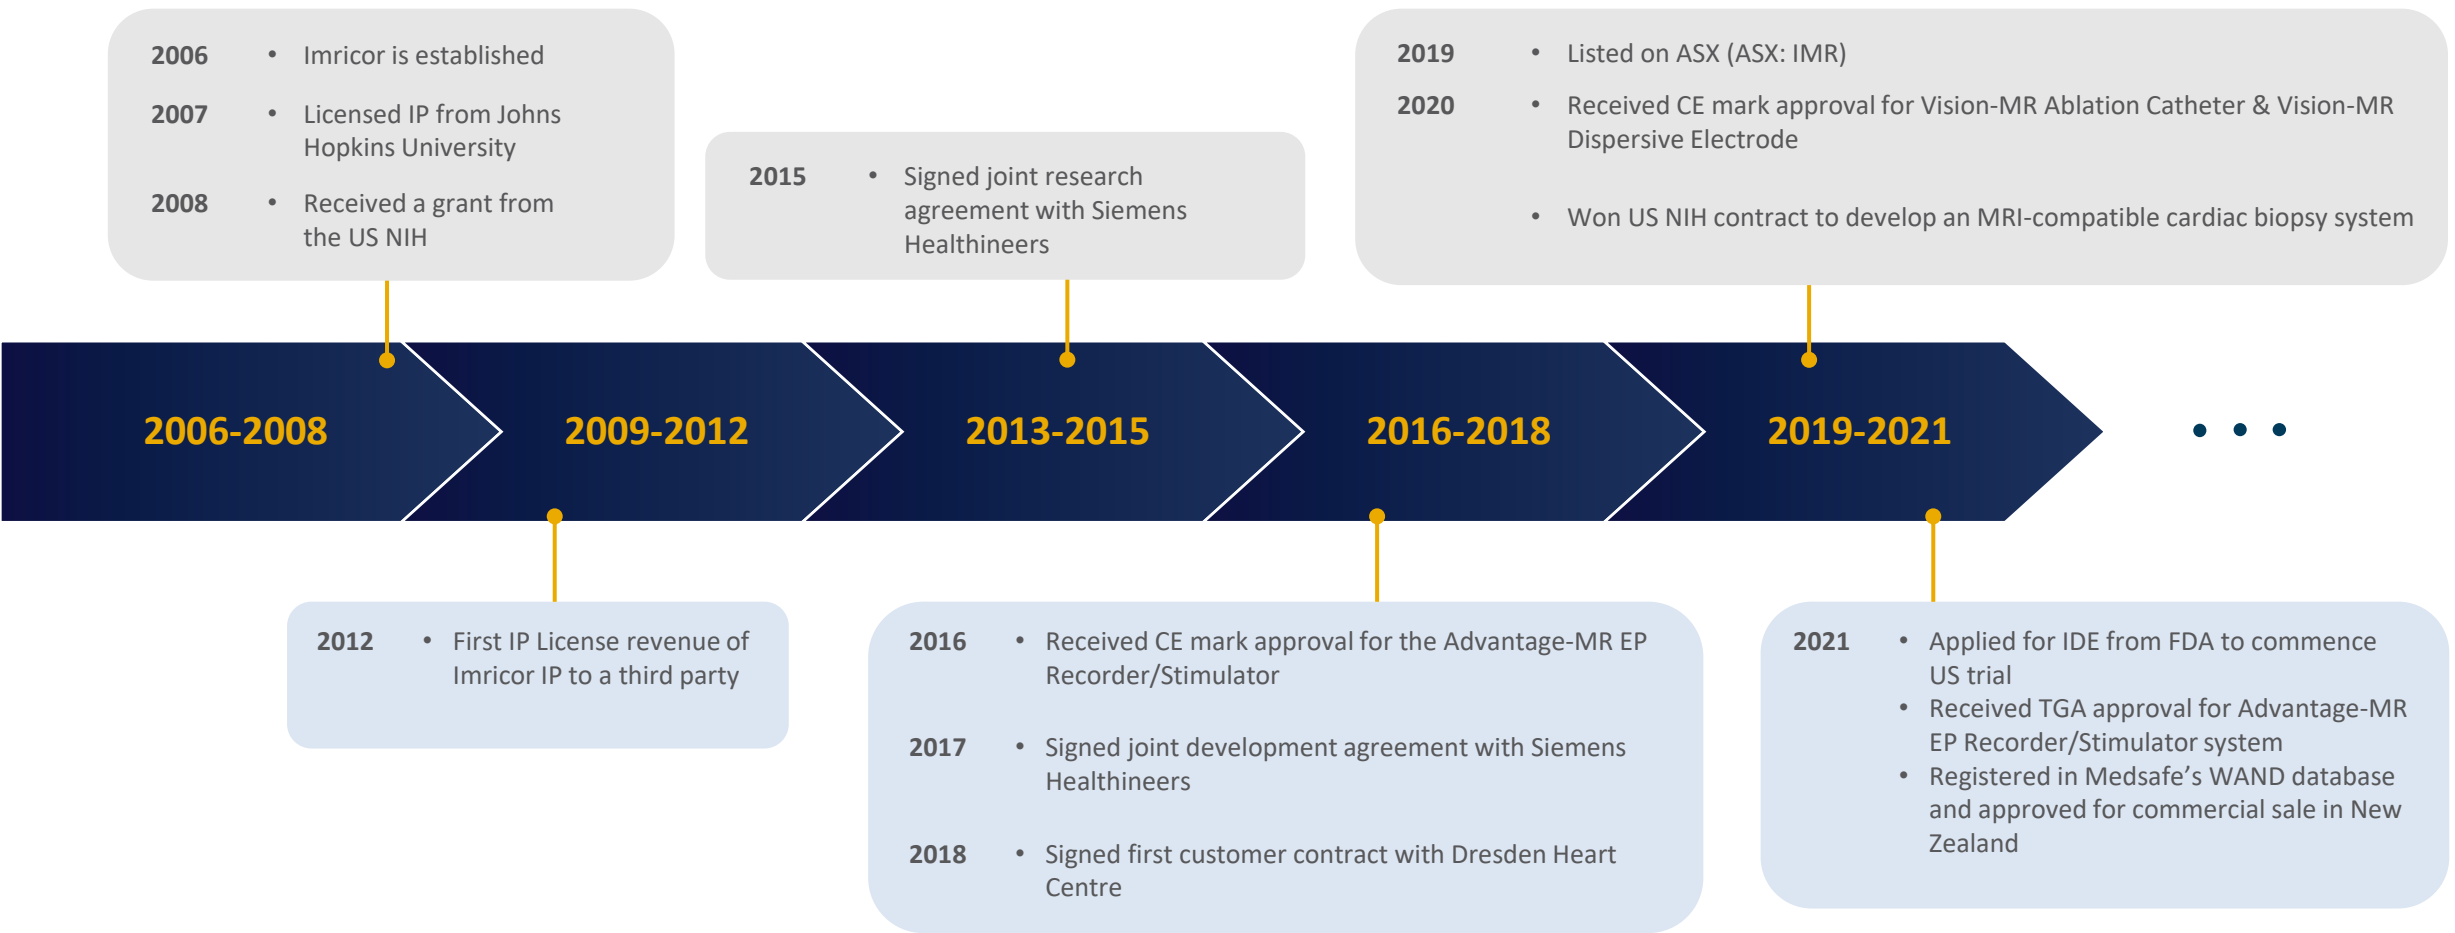 2006 • Imricor is established
2007 • Licensed IP from Johns
Hopkins University
2008 • Received a grant from
the US NIH
2015 • Signed joint research
agreement with Siemens
Healthineers
2019 • Listed on ASX (ASX: IMR)
2020 • Received CE mark approval for Vision-MR Ablation Catheter & Vision-MR
Dispersive Electrode
• Won US NIH contract to develop an MRI-compatible cardiac biopsy system
2006-2008
2009-2012
2013-2015
2016-2018
2019-2021
• • •
2012 • First IP License revenue of
Imricor IP to a third party
2016 • Received CE mark approval for the Advantage-MR EP
Recorder/Stimulator
2017 • Signed joint development agreement with Siemens
Healthineers
2018 • Signed first customer contract with Dresden Heart
Centre
2021 • Applied for IDE from FDA to commence
US trial
• Received TGA approval for Advantage-MR
EP Recorder/Stimulator system
• Registered in Medsafe’s WAND database
and approved for commercial sale in New
Zealand